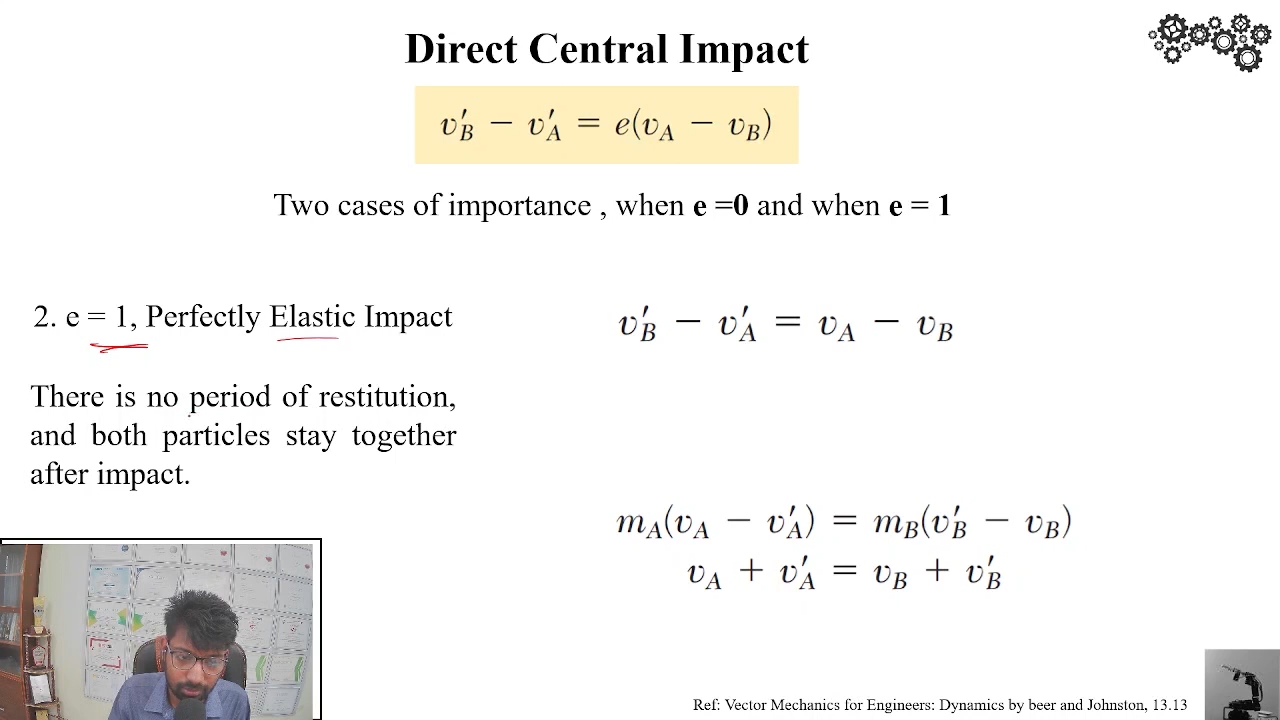 Direct Central Impact
v′_B − v′_A = e(v_A − v_B)
Two cases of importance , when e =0 and when e = 1
2. e = 1, Perfectly Elastic Impact
v′_B − v′_A = v_A − v_B
There is no period of restitution,
and both particles stay together
after impact.
m_A(v_A − v′_A) = m_B(v′_B − v_B)
v_A + v′_A = v_B + v′_B
Ref: Vector Mechanics for Engineers: Dynamics by beer and Johnston, 13.13